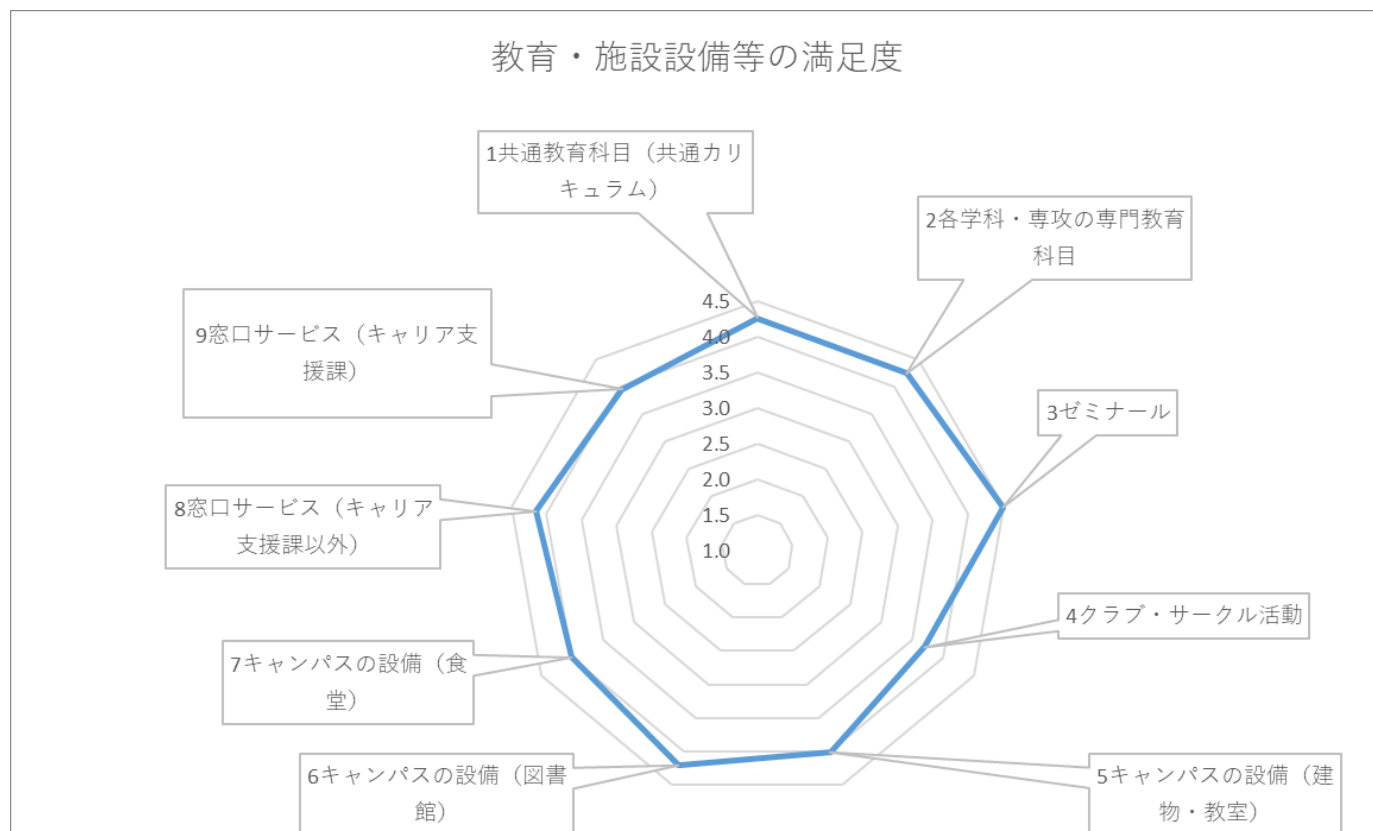 教育・施設設備等の満足度
1共通教育科目（共通カリ
キュラム）
2各学科・専攻の専門教育
科目
3ゼミナール
4クラブ・サークル活動
5キャンパスの設備（建
物・教室）
6キャンパスの設備（図書
館）
7キャンパスの設備（食
堂）
8窓口サービス（キャリア
支援課以外）
9窓口サービス（キャリア支
援課）
4.5
4.0
3.5
3.0
2.5
2.0
1.5
1.0